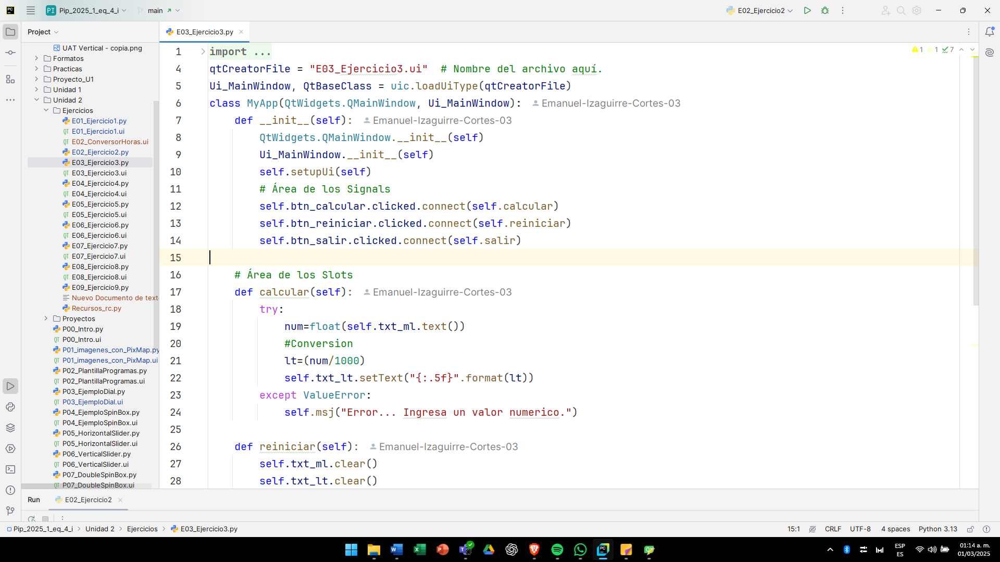 PC
PI Pip_2025_1_eq_4_i
main
E02_Ejercicio2
Project
UAT Vertical - copia.png
Formatos
Practicas
Proyecto_U1
Unidad 1
Unidad 2
Ejercicios
E01_Ejercicio1.py
E01_Ejercicio1.ui
E02_ConversorHoras.ui
E02_Ejercicio2.py
E03_Ejercicio3.py
E03_Ejercicio3.ui
E04_Ejercicio4.py
E04_Ejercicio4.ui
E05_Ejercicio5.py
E05_Ejercicio5.ui
E06_Ejercicio6.py
E06_Ejercicio6.ui
E07_Ejercicio7.py
E07_Ejercicio7.ui
E08_Ejercicio8.py
E08_Ejercicio8.ui
E09_Ejercicio9.py
Nuevo Documento de text
Recursos_rc.py
Proyectos
P00_Intro.py
P00_Intro.ui
P01_imagenes_con_PixMap.py
P01_imagenes_con_PixMap.ui
P02_PlantillaProgramas.py
P02_PlantillaProgramas.ui
P03_EjemploDial.py
P03_EjemploDial.ui
P04_EjemploSpinBox.py
P04_EjemploSpinBox.ui
P05_HorizontalSlider.py
P05_HorizontalSlider.ui
P06_VerticalSlider.py
P06_VerticalSlider.ui
P07_DoubleSpinBox.py
P07_DoubleSpinBox.ui
E03_Ejercicio3.py
1 1 7
1 import ...
4 qtCreatorFile = "E03_Ejercicio3.ui"  # Nombre del archivo aquí.
5 Ui_MainWindow, QtBaseClass = uic.loadUiType(qtCreatorFile)
6 class MyApp(QtWidgets.QMainWindow, Ui_MainWindow): Emanuel-Izaguirre-Cortes-03
7 def __init__(self): Emanuel-Izaguirre-Cortes-03
8 QtWidgets.QMainWindow.__init__(self)
9 Ui_MainWindow.__init__(self)
10 self.setupUi(self)
11 # Área de los Signals
12 self.btn_calcular.clicked.connect(self.calcular)
13 self.btn_reiniciar.clicked.connect(self.reiniciar)
14 self.btn_salir.clicked.connect(self.salir)
15
16 # Área de los Slots
17 def calcular(self): Emanuel-Izaguirre-Cortes-03
18 try:
19 num=float(self.txt_ml.text())
20 #Conversion
21 lt=(num/1000)
22 self.txt_lt.setText("{:.5f}".format(lt))
23 except ValueError:
24 self.msj("Error... Ingresa un valor numerico.")
25
26 def reiniciar(self): Emanuel-Izaguirre-Cortes-03
27 self.txt_ml.clear()
28 self.txt_lt.clear()
Run E02_Ejercicio2
Pip_2025_1_eq_4_i > Unidad 2 > Ejercicios > E03_Ejercicio3.py
15:1 CRLF UTF-8 4 spaces Python 3.13
ESP
ES
01:14 a. m.
01/03/2025